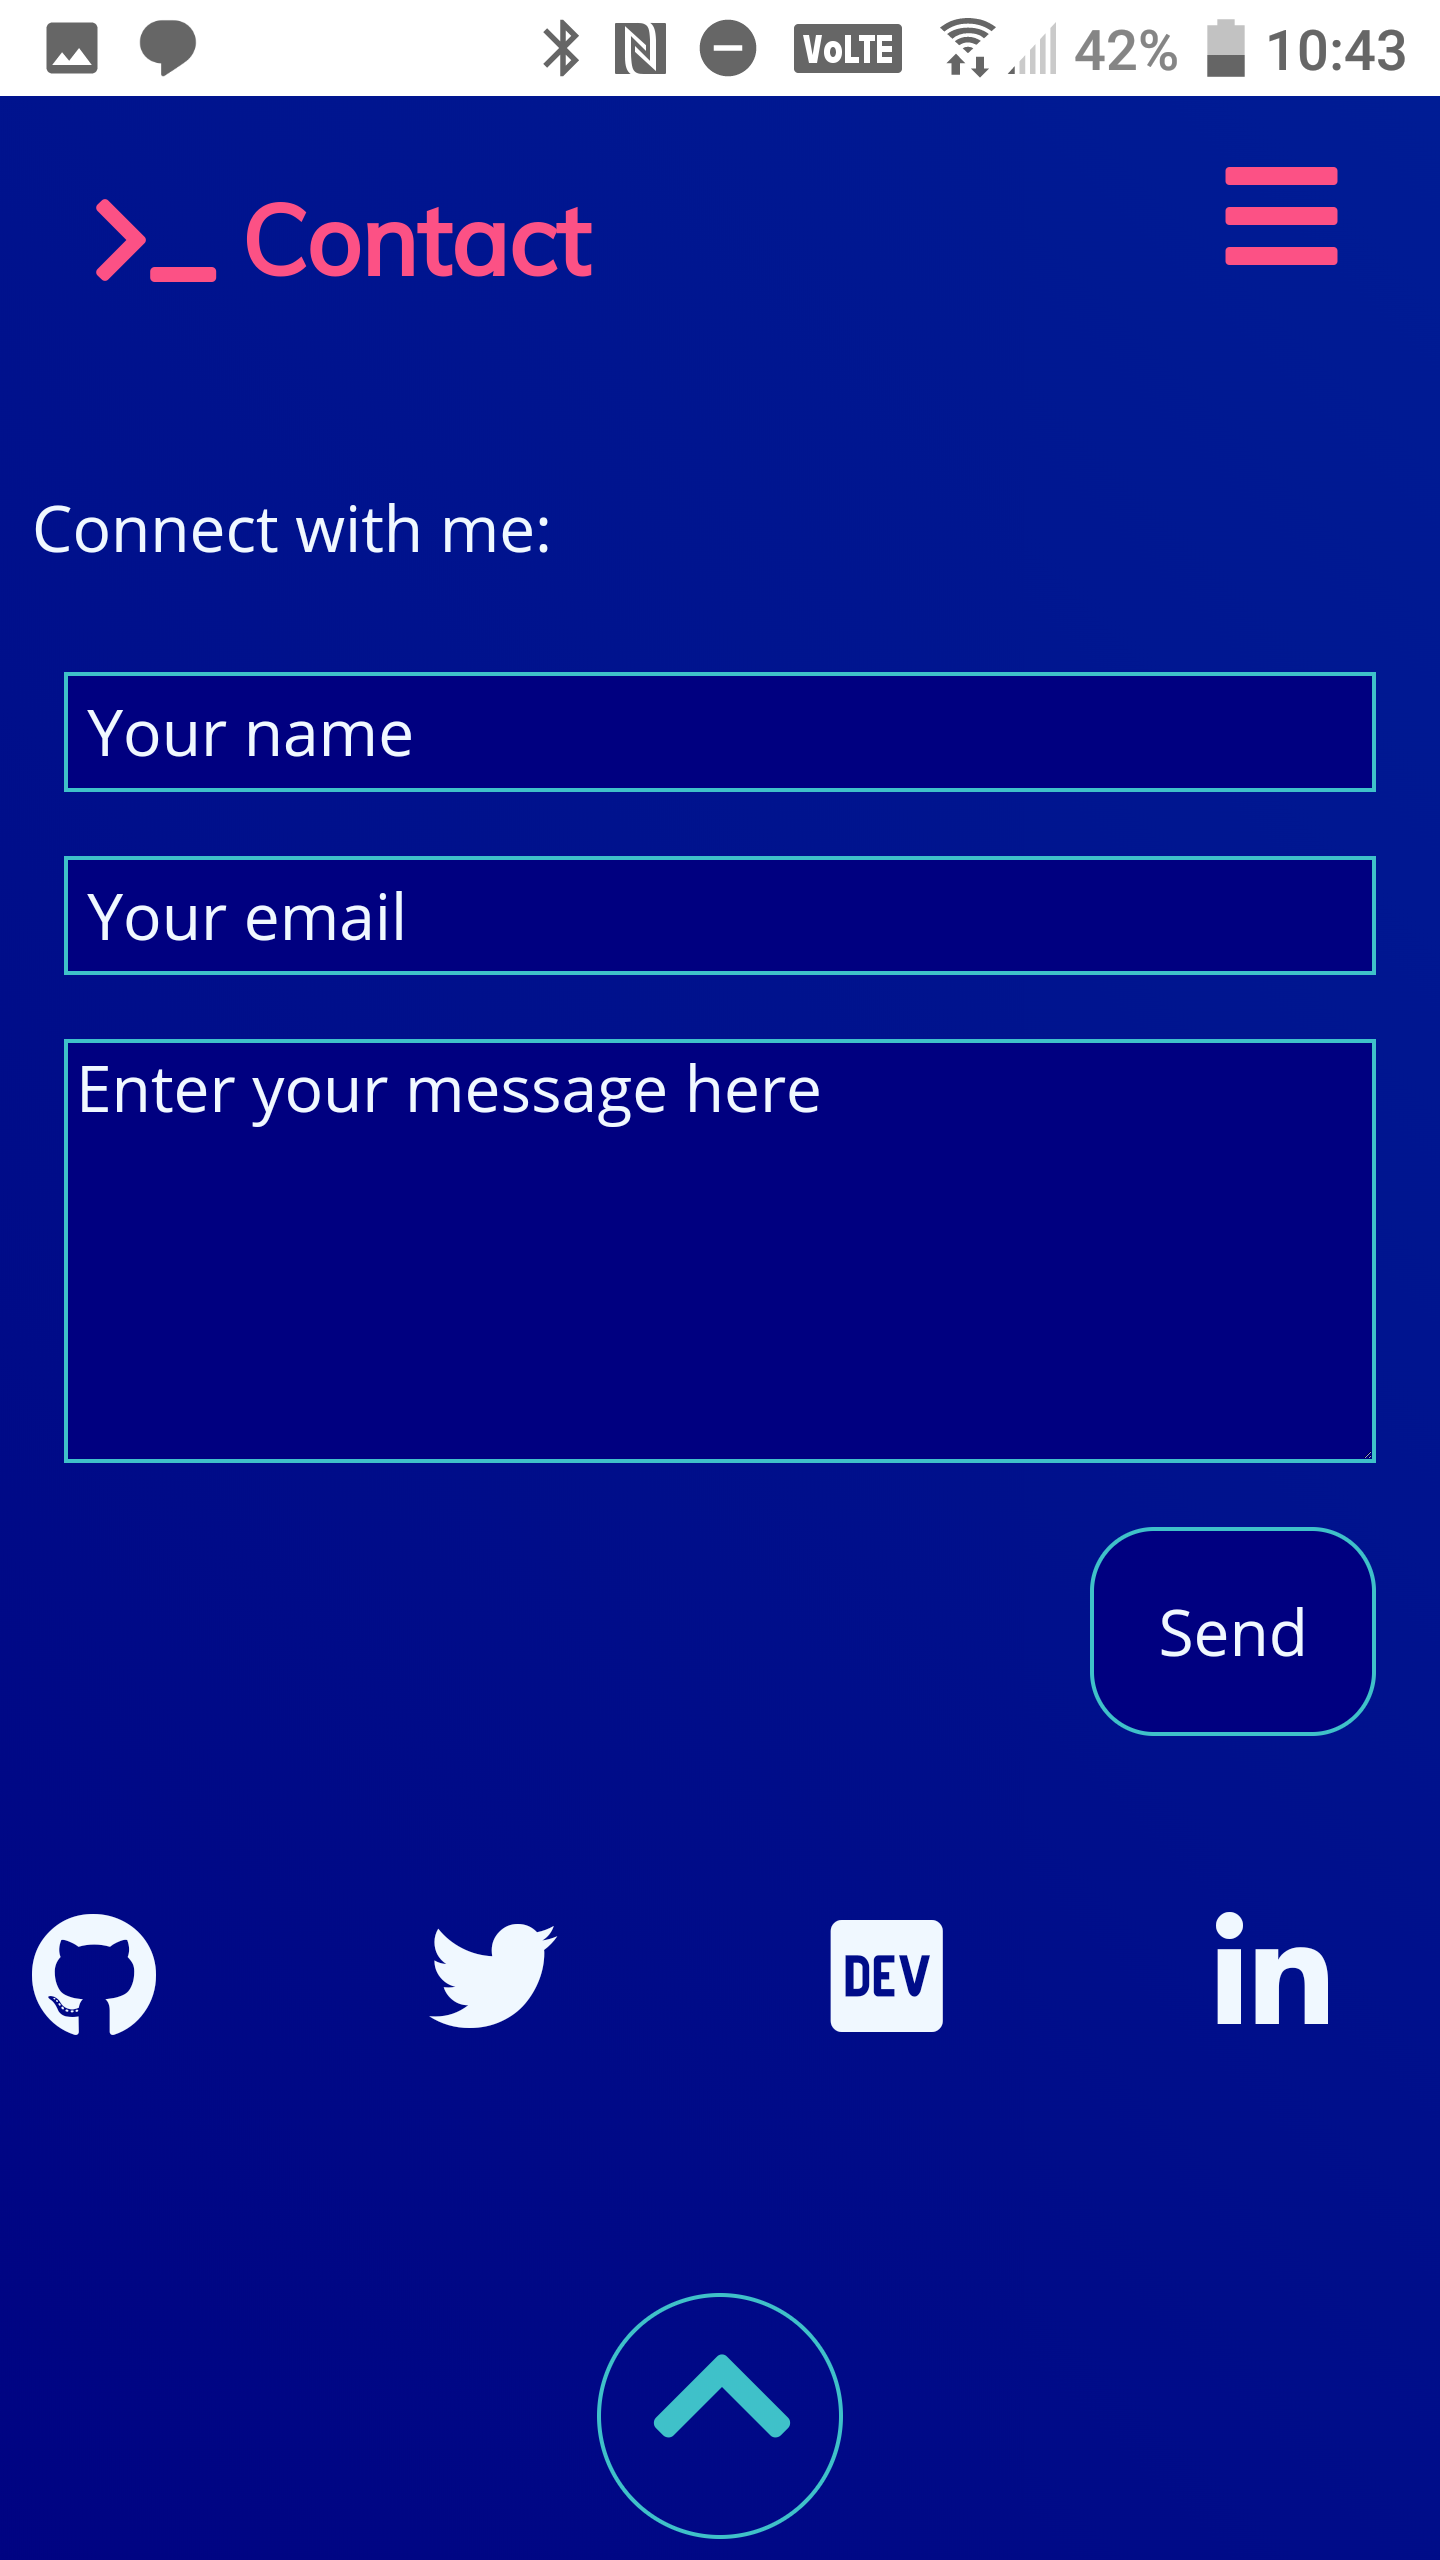 VoLTE 42% 10:43
>_ Contact
Connect with me:
Your name
Your email
Enter your message here
Send
DEV
in